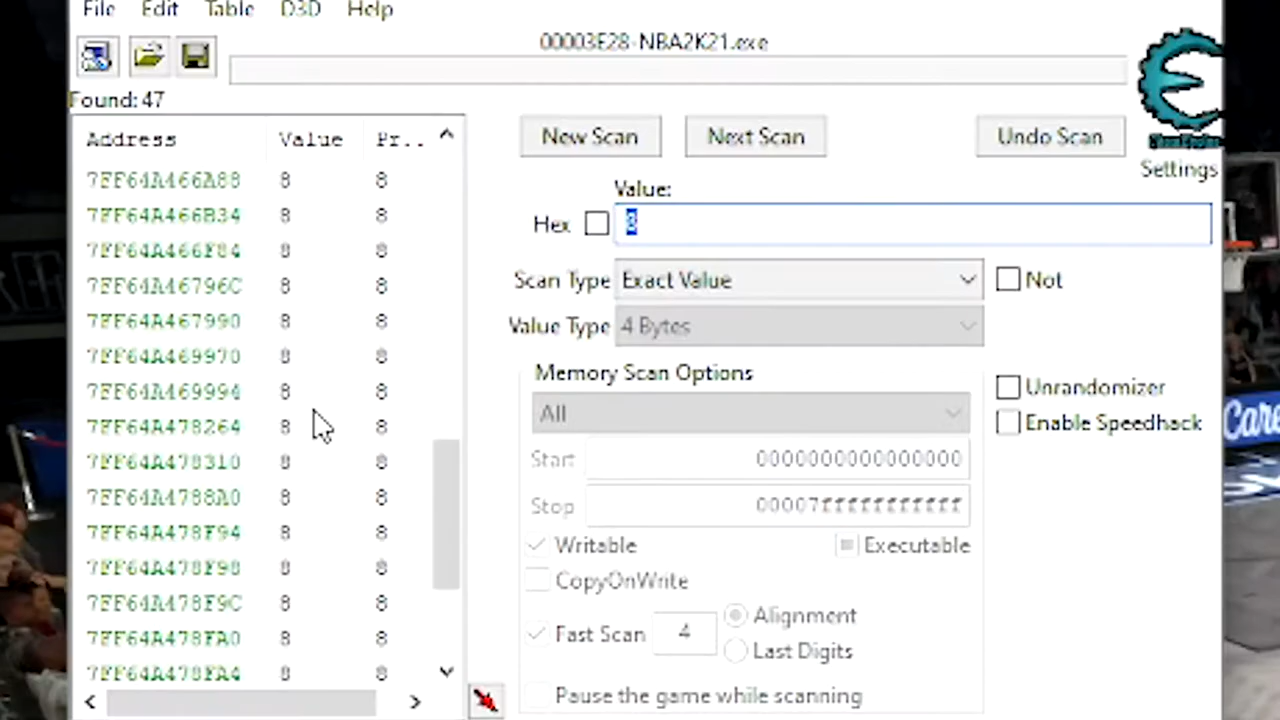 File Edit Table D3D Help
00003E28-NBA2K21.exe
Found: 47
Address Value Pr..
7FF64A466A88 8 8
7FF64A466B34 8 8
7FF64A466F84 8 8
7FF64A46796C 8 8
7FF64A467990 8 8
7FF64A469970 8 8
7FF64A469994 8 8
7FF64A478264 8 8
7FF64A478310 8 8
7FF64A4788A0 8 8
7FF64A478F94 8 8
7FF64A478F98 8 8
7FF64A478F9C 8 8
7FF64A478FA0 8 8
7FF64A478FA4 8 8
New Scan Next Scan Undo Scan
Settings
Value:
Hex 8
Scan Type Exact Value Not
Value Type 4 Bytes
Memory Scan Options
All
Unrandomizer
Enable Speedhack
Start 0000000000000000
Stop 00007fffffffffff
Writable Executable
CopyOnWrite
Fast Scan 4 Alignment
Last Digits
Pause the game while scanning